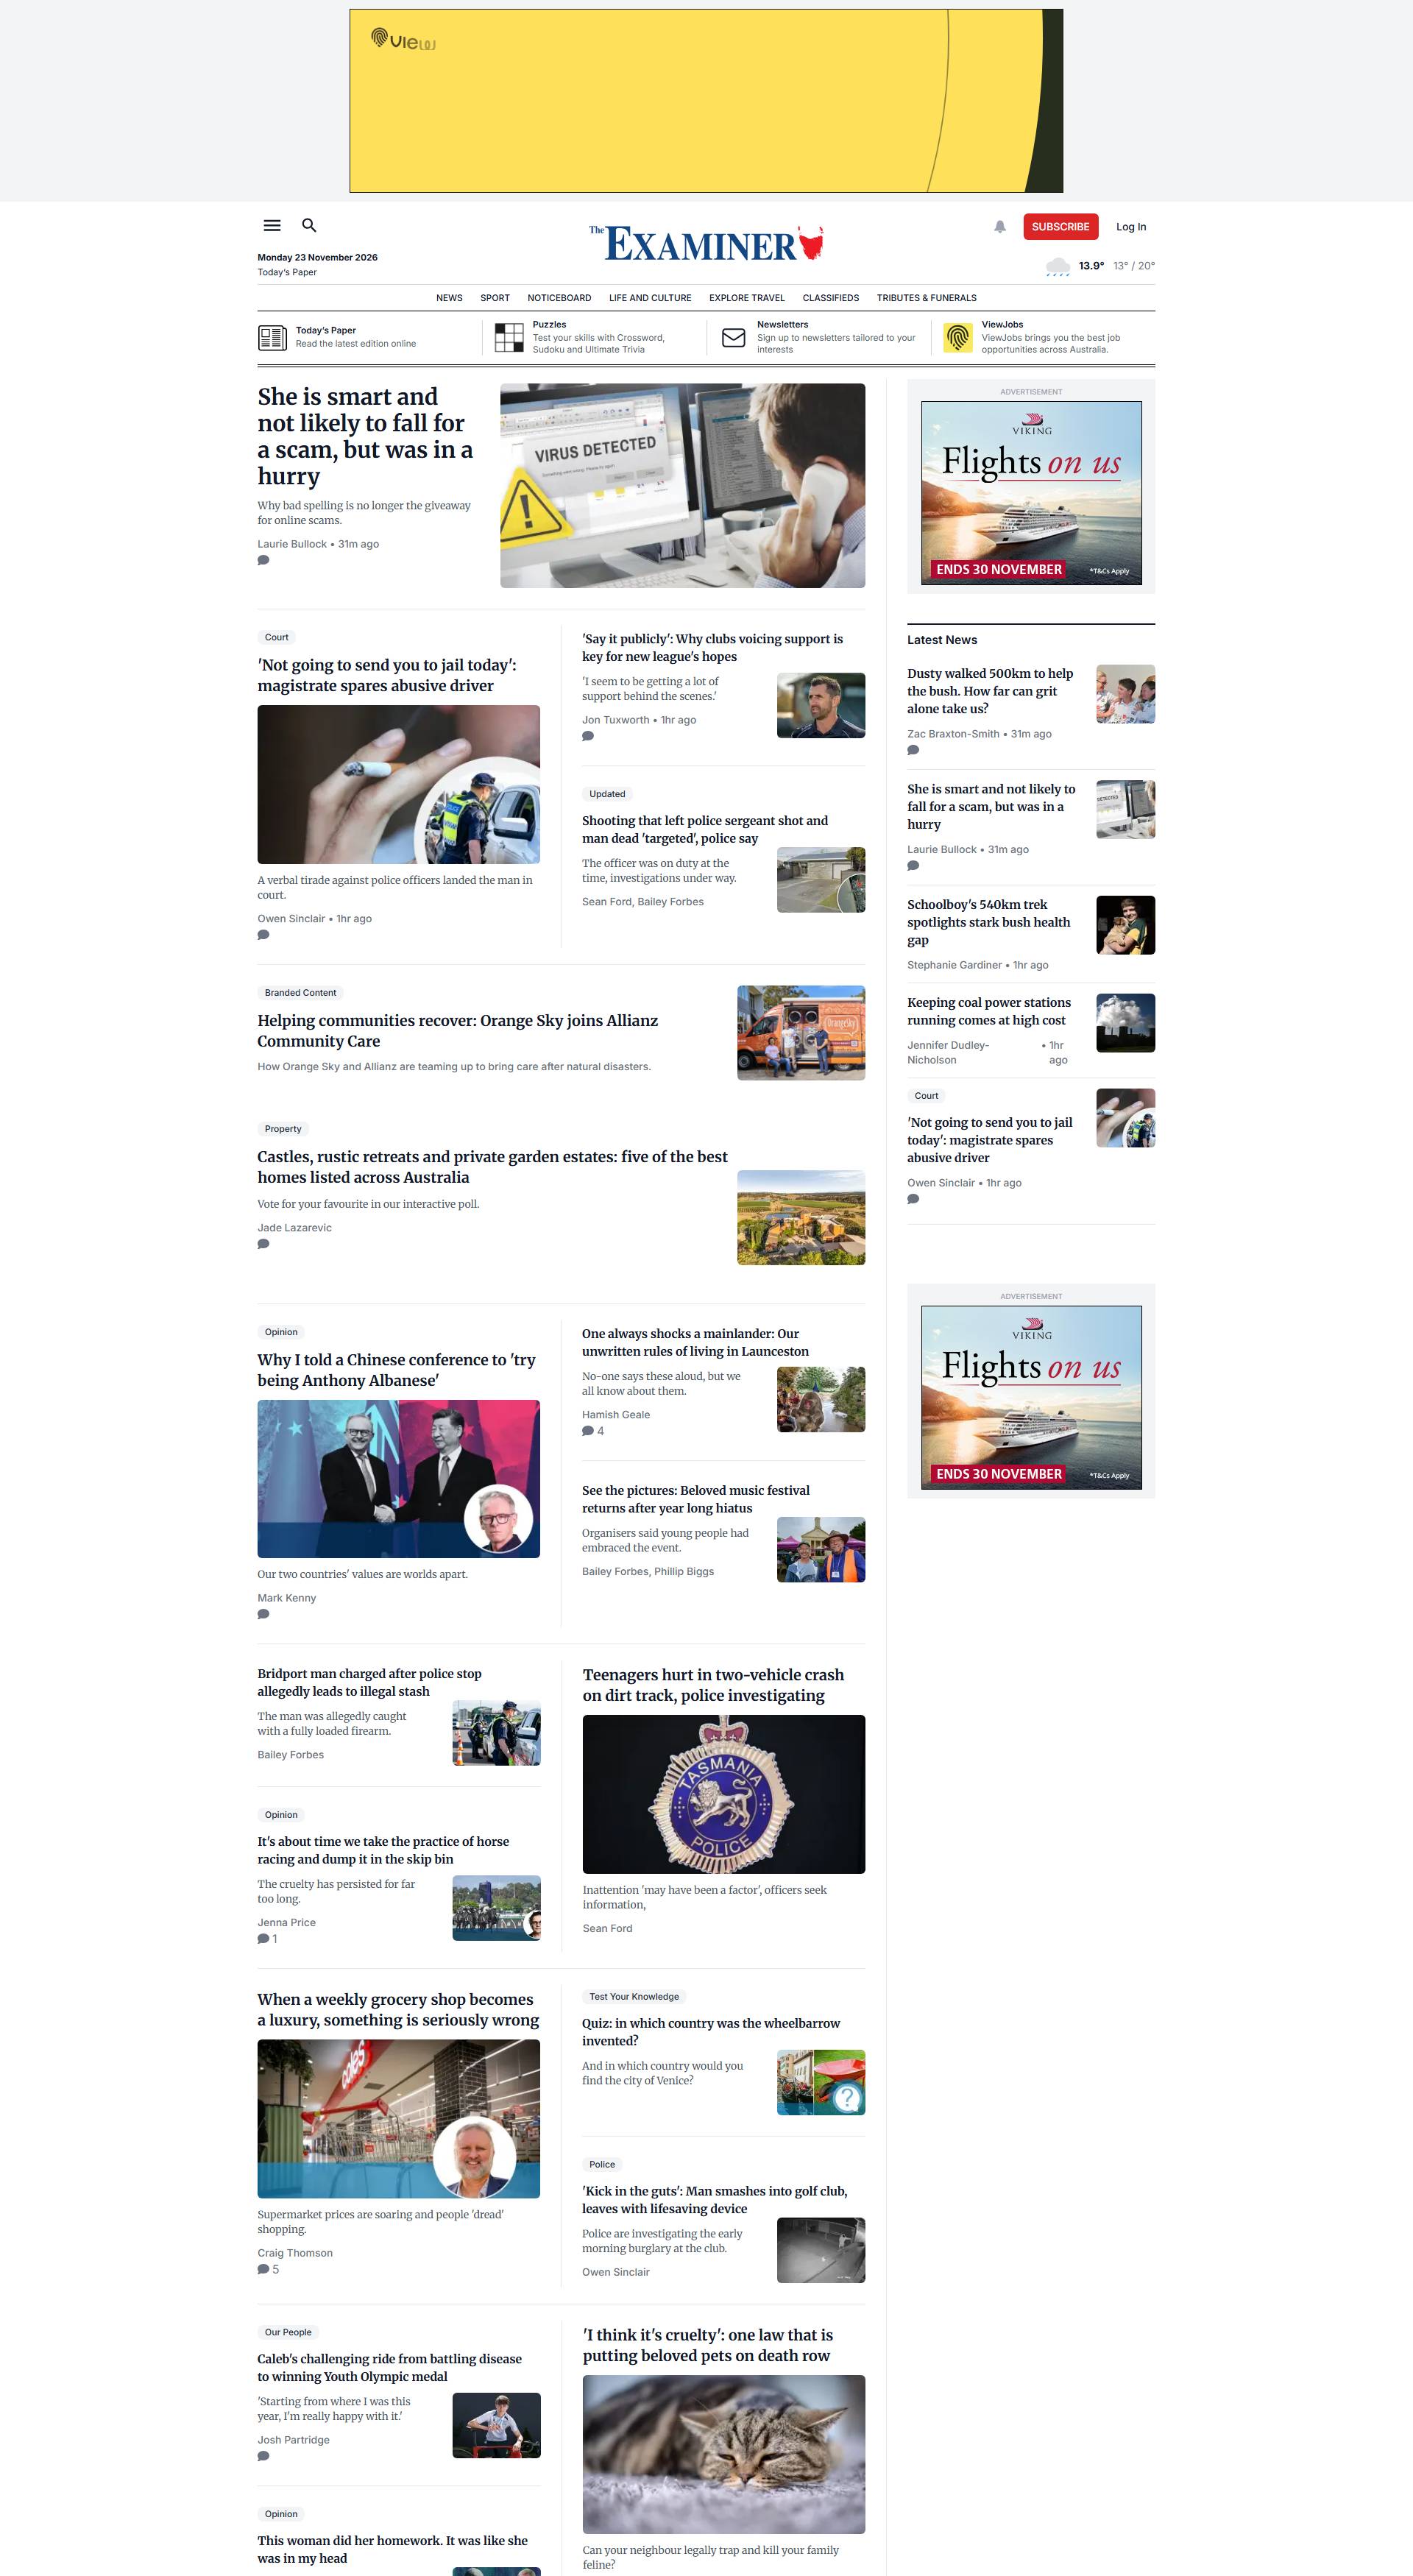 view
SUBSCRIBE
Log In
The EXAMINER
Monday 23 November 2026
Today's Paper
13.9° 13° / 20°
NEWS SPORT NOTICEBOARD LIFE AND CULTURE EXPLORE TRAVEL CLASSIFIEDS TRIBUTES & FUNERALS
Today's Paper
Read the latest edition online
Puzzles
Test your skills with Crossword,
Sudoku and Ultimate Trivia
Newsletters
Sign up to newsletters tailored to your
interests
ViewJobs
ViewJobs brings you the best job
opportunities across Australia.
She is smart and
not likely to fall for
a scam, but was in a
hurry
Why bad spelling is no longer the giveaway
for online scams.
Laurie Bullock • 31m ago
VIRUS DETECTED
Court
'Not going to send you to jail today':
magistrate spares abusive driver
A verbal tirade against police officers landed the man in
court.
Owen Sinclair • 1hr ago
'Say it publicly': Why clubs voicing support is
key for new league's hopes
'I seem to be getting a lot of
support behind the scenes.'
Jon Tuxworth • 1hr ago
Updated
Shooting that left police sergeant shot and
man dead 'targeted', police say
The officer was on duty at the
time, investigations under way.
Sean Ford, Bailey Forbes
Branded Content
Helping communities recover: Orange Sky joins Allianz
Community Care
How Orange Sky and Allianz are teaming up to bring care after natural disasters.
OrangeSky
Property
Castles, rustic retreats and private garden estates: five of the best
homes listed across Australia
Vote for your favourite in our interactive poll.
Jade Lazarevic
Opinion
Why I told a Chinese conference to 'try
being Anthony Albanese'
Our two countries' values are worlds apart.
Mark Kenny
One always shocks a mainlander: Our
unwritten rules of living in Launceston
No-one says these aloud, but we
all know about them.
Hamish Geale
4
See the pictures: Beloved music festival
returns after year long hiatus
Organisers said young people had
embraced the event.
Bailey Forbes, Phillip Biggs
Bridport man charged after police stop
allegedly leads to illegal stash
The man was allegedly caught
with a fully loaded firearm.
Bailey Forbes
Opinion
It's about time we take the practice of horse
racing and dump it in the skip bin
The cruelty has persisted for far
too long.
Jenna Price
1
Teenagers hurt in two-vehicle crash
on dirt track, police investigating
TASMANIA
POLICE
Inattention 'may have been a factor', officers seek
information,
Sean Ford
When a weekly grocery shop becomes
a luxury, something is seriously wrong
coles
Supermarket prices are soaring and people 'dread'
shopping.
Craig Thomson
5
Test Your Knowledge
Quiz: in which country was the wheelbarrow
invented?
And in which country would you
find the city of Venice?
?
Police
'Kick in the guts': Man smashes into golf club,
leaves with lifesaving device
Police are investigating the early
morning burglary at the club.
Owen Sinclair
Our People
Caleb's challenging ride from battling disease
to winning Youth Olympic medal
'Starting from where I was this
year, I'm really happy with it.'
Josh Partridge
Opinion
This woman did her homework. It was like she
was in my head
'I think it's cruelty': one law that is
putting beloved pets on death row
Can your neighbour legally trap and kill your family
feline?
ADVERTISEMENT
VIKING
Flights on us
ENDS 30 NOVEMBER
*T&Cs Apply
Latest News
Dusty walked 500km to help
the bush. How far can grit
alone take us?
Zac Braxton-Smith • 31m ago
She is smart and not likely to
fall for a scam, but was in a
hurry
DETECTED
Laurie Bullock • 31m ago
Schoolboy's 540km trek
spotlights stark bush health
gap
Stephanie Gardiner • 1hr ago
Keeping coal power stations
running comes at high cost
Jennifer Dudley-
Nicholson
• 1hr
ago
Court
'Not going to send you to jail
today': magistrate spares
abusive driver
Owen Sinclair • 1hr ago
ADVERTISEMENT
VIKING
Flights on us
ENDS 30 NOVEMBER
*T&Cs Apply